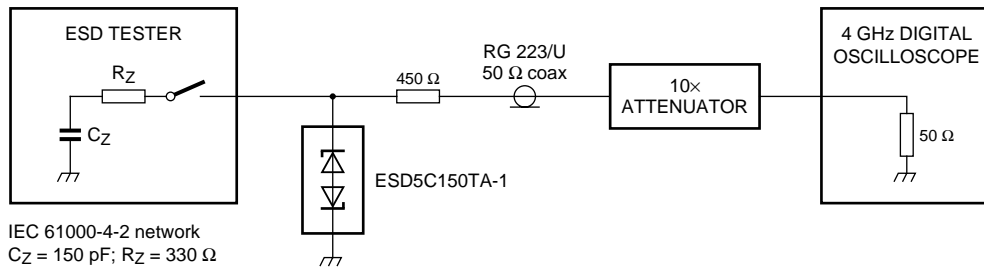 ESD TESTER
RZ
CZ
450 Ω
RG 223/U
50 Ω coax
10×
ATTENUATOR
4 GHz DIGITAL
OSCILLOSCOPE
50 Ω
ESD5C150TA-1
IEC 61000-4-2 network
CZ = 150 pF; RZ = 330 Ω